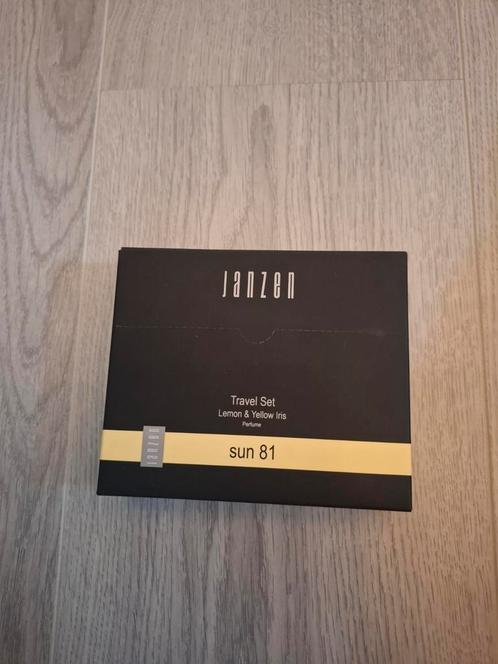 Janzen
Travel Set
Lemon & Yellow Iris
Perfume
sun 81